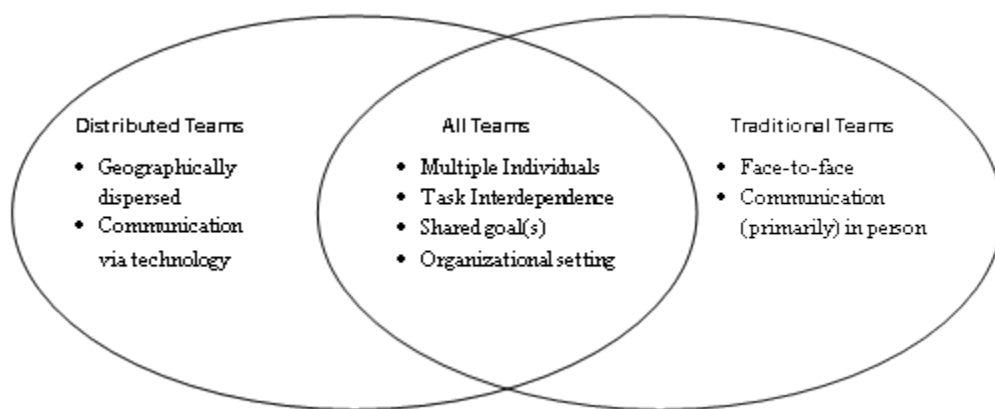 Distributed Teams
• Geographically
dispersed
• Communication
via technology
All Teams
• Multiple Individuals
• Task Interdependence
• Shared goal(s)
• Organizational setting
Traditional Teams
• Face-to-face
• Communication
(primarily) in person